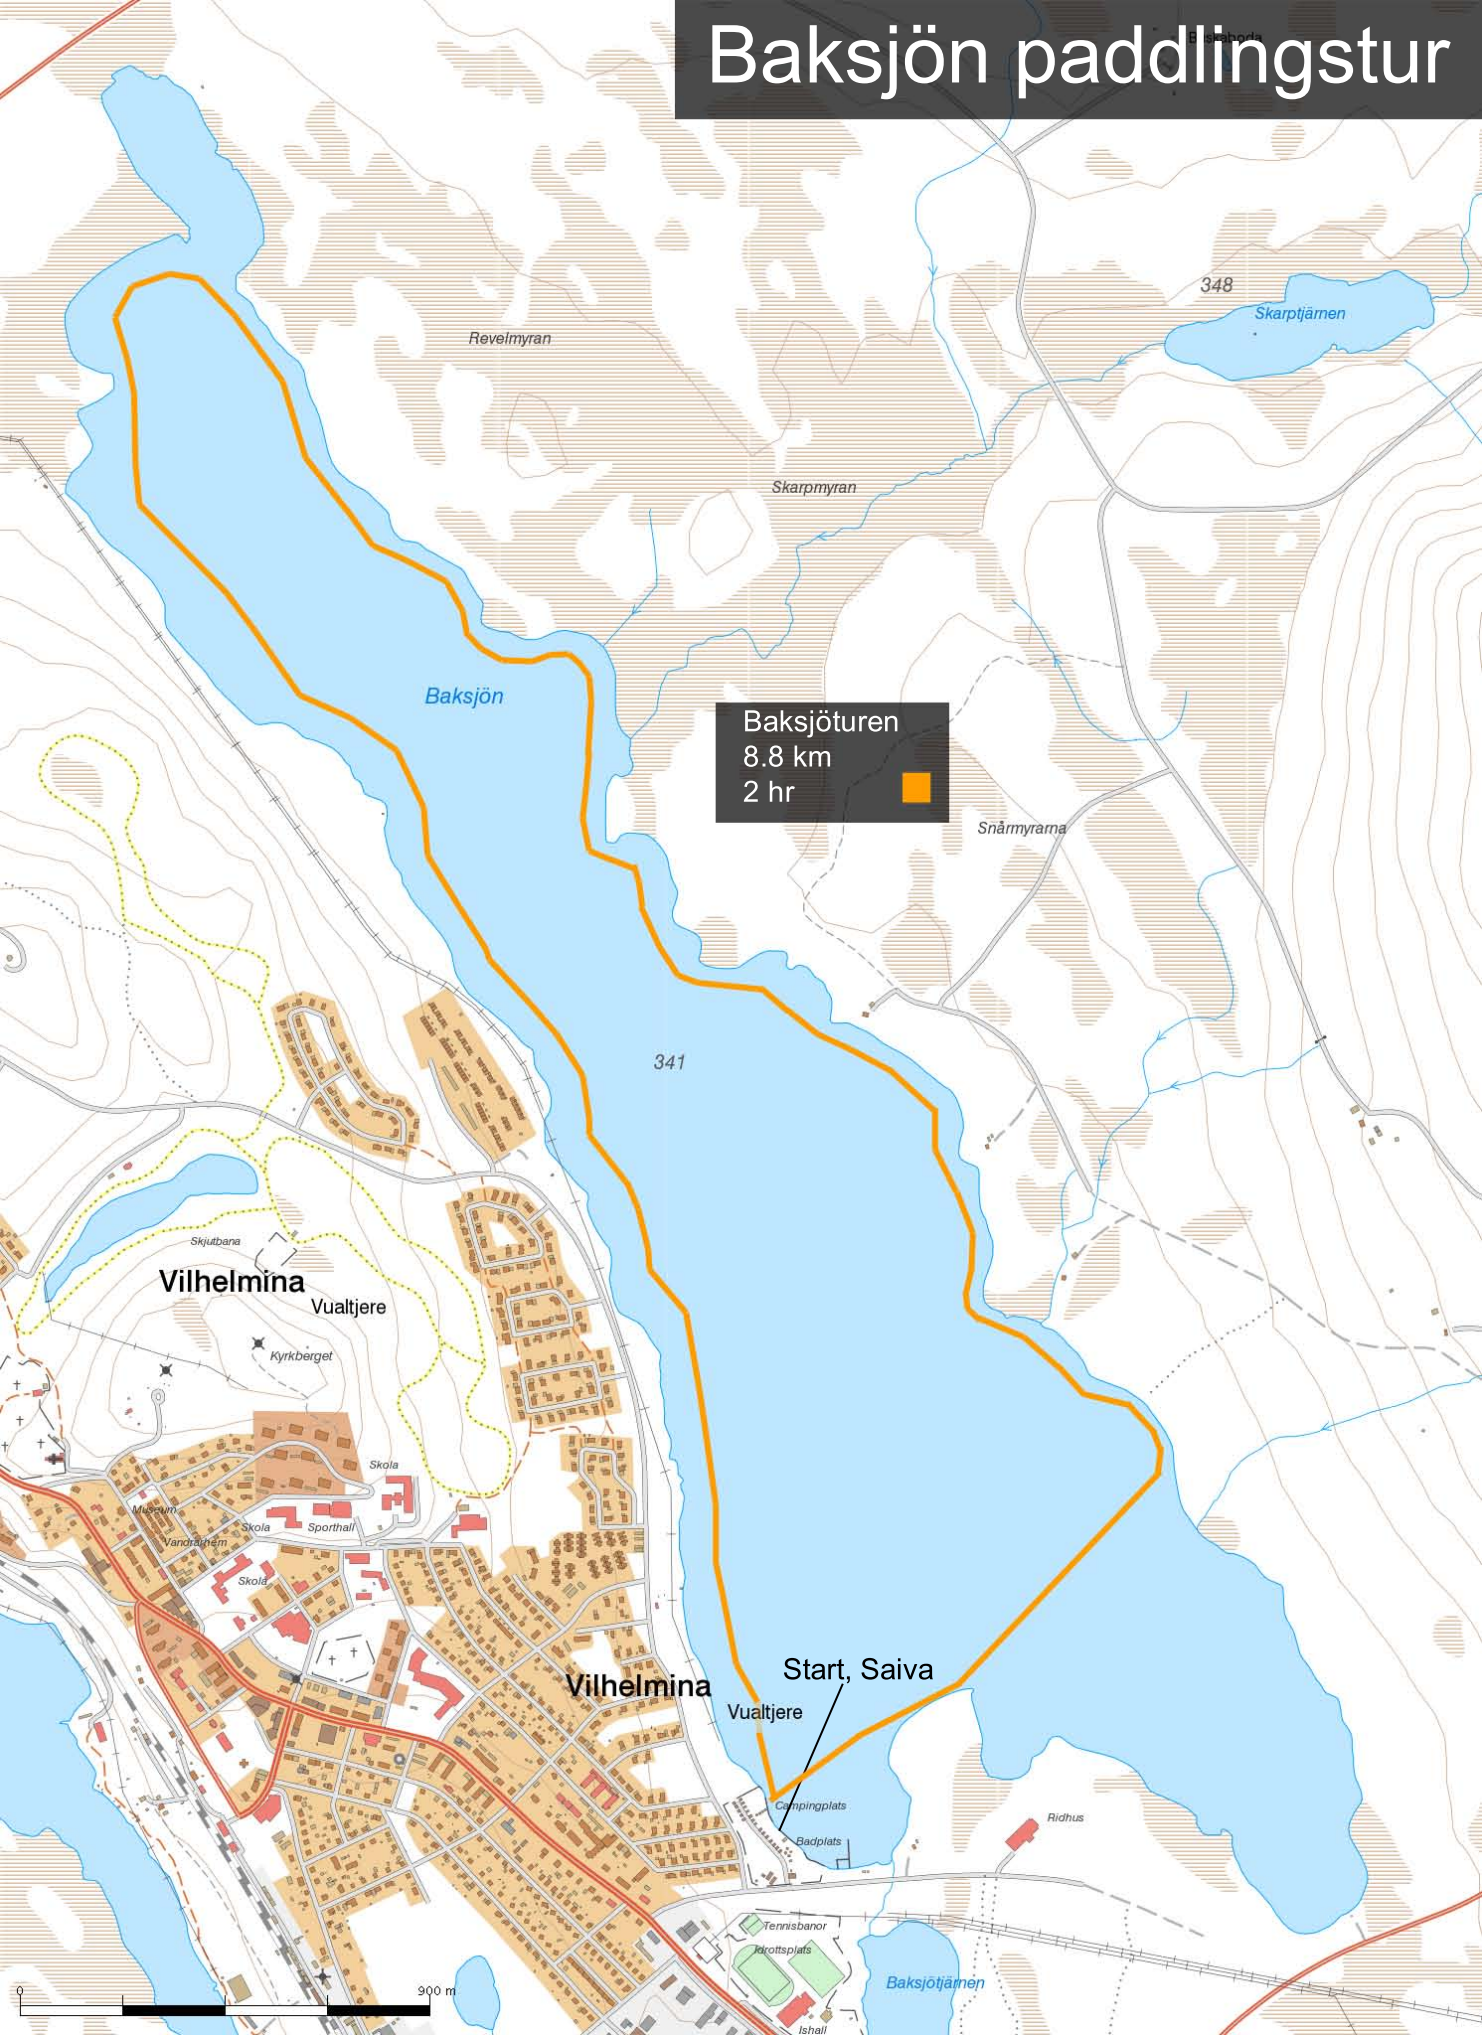 Baksjön paddlingstur
348
Skarptjärnen
Revelmyran
Skarpmyran
Baksjön
Baksjöturen
8.8 km
2 hr
Snårmyrarna
341
Skjutbana
Vilhelmina
Vualtjere
Kyrkberget
Skola
Museum
Skola
Sporthall
Vandrarhem
Skola
Start, Saiva
Vilhelmina
Vualtjere
Campingplats
Ridhus
Badplats
Tennisbanor
Idrottsplats
Baksjötjärnen
0
900 m
Ishall